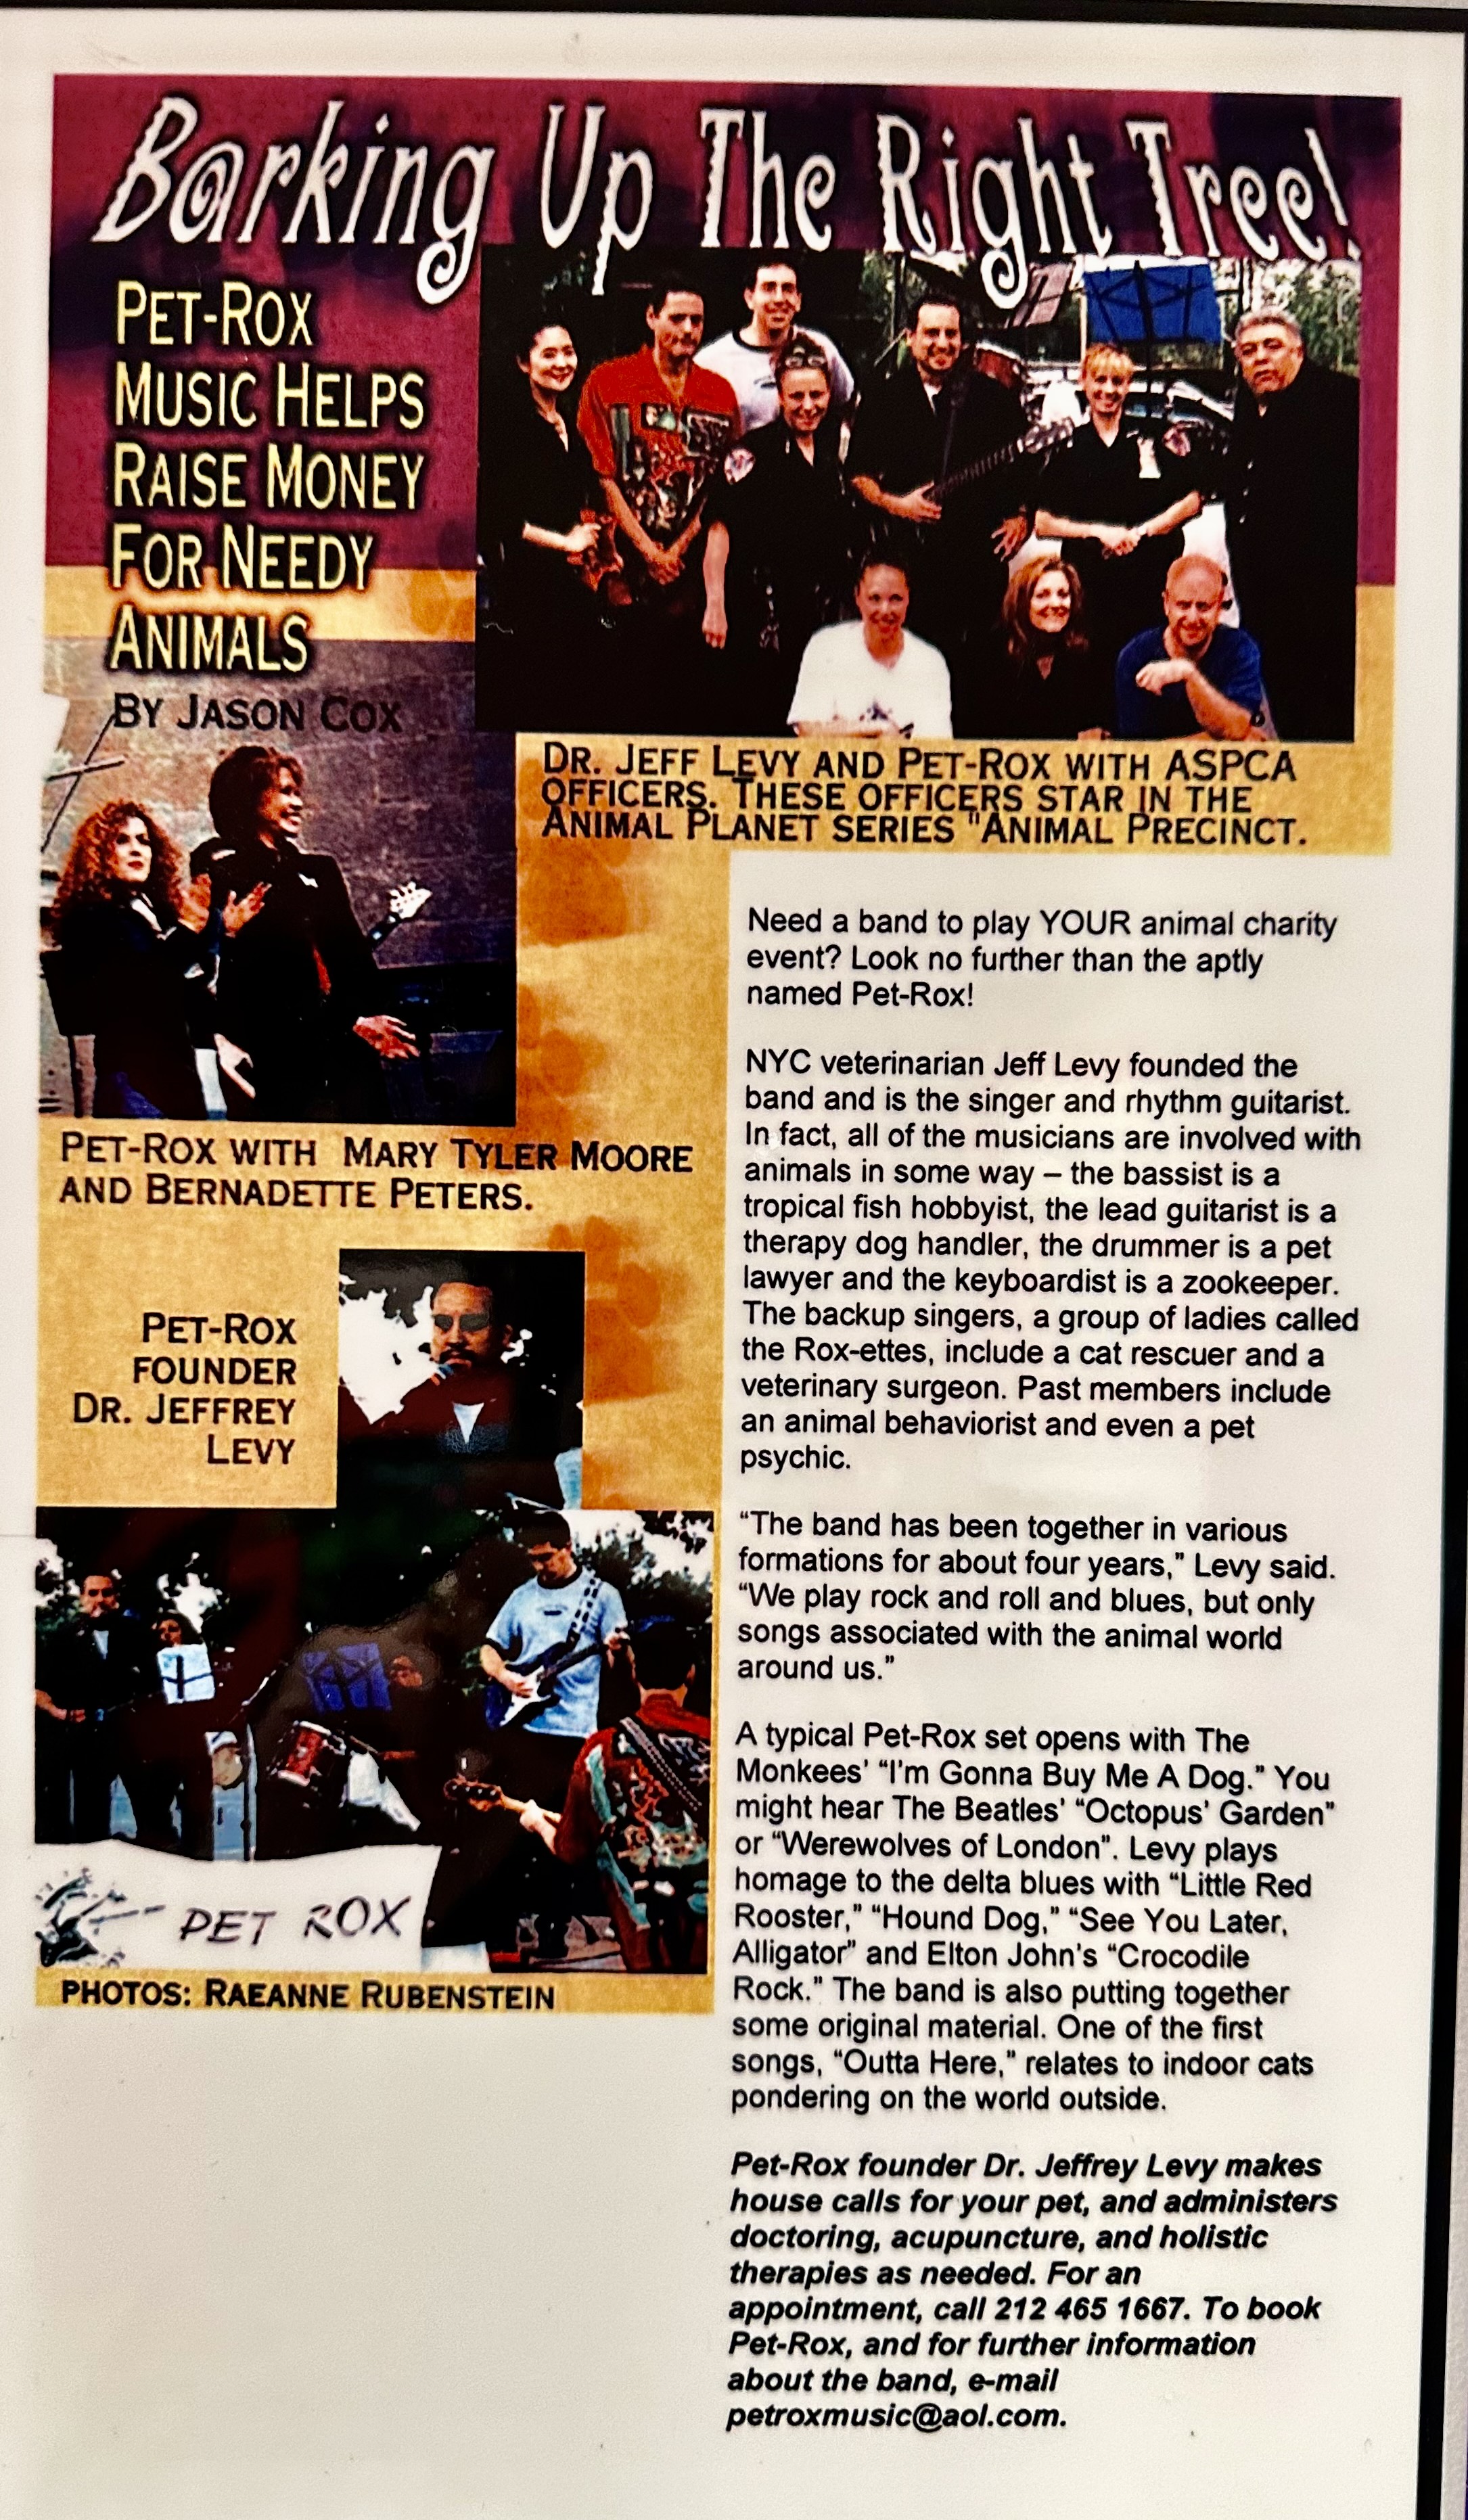 Barking Up The Right Tree!
PET-ROX
MUSIC HELPS
RAISE MONEY
FOR NEEDY
ANIMALS
BY JASON COX
DR. JEFF LEVY AND PET-ROX WITH ASPCA
OFFICERS. THESE OFFICERS STAR IN THE
ANIMAL PLANET SERIES "ANIMAL PRECINCT.
PET-ROX WITH MARY TYLER MOORE
AND BERNADETTE PETERS.
PET-ROX
FOUNDER
DR. JEFFREY
LEVY
PET ROX
PHOTOS: RAEANNE RUBENSTEIN
Need a band to play YOUR animal charity
event? Look no further than the aptly
named Pet-Rox!
NYC veterinarian Jeff Levy founded the
band and is the singer and rhythm guitarist.
In fact, all of the musicians are involved with
animals in some way – the bassist is a
tropical fish hobbyist, the lead guitarist is a
therapy dog handler, the drummer is a pet
lawyer and the keyboardist is a zookeeper.
The backup singers, a group of ladies called
the Rox-ettes, include a cat rescuer and a
veterinary surgeon. Past members include
an animal behaviorist and even a pet
psychic.
“The band has been together in various
formations for about four years,” Levy said.
“We play rock and roll and blues, but only
songs associated with the animal world
around us.”
A typical Pet-Rox set opens with The
Monkees’ “I’m Gonna Buy Me A Dog.” You
might hear The Beatles’ “Octopus’ Garden”
or “Werewolves of London”. Levy plays
homage to the delta blues with “Little Red
Rooster,” “Hound Dog,” “See You Later,
Alligator” and Elton John’s “Crocodile
Rock.” The band is also putting together
some original material. One of the first
songs, “Outta Here,” relates to indoor cats
pondering on the world outside.
Pet-Rox founder Dr. Jeffrey Levy makes
house calls for your pet, and administers
doctoring, acupuncture, and holistic
therapies as needed. For an
appointment, call 212 465 1667. To book
Pet-Rox, and for further information
about the band, e-mail
petroxmusic@aol.com.